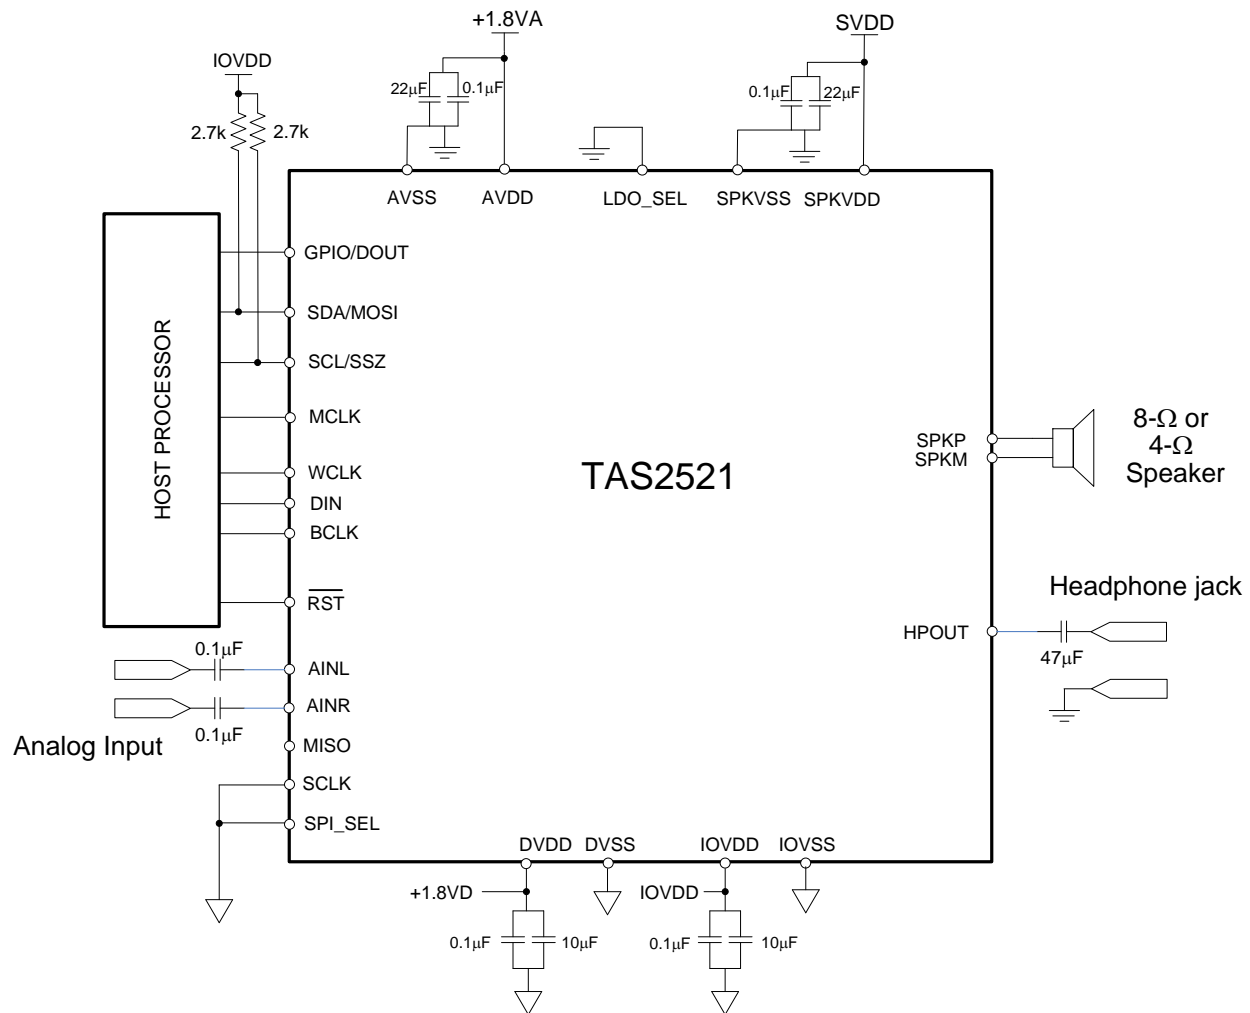 +1.8VA
SVDD
IOVDD
22μF
0.1μF
0.1μF
22μF
2.7k
2.7k
AVSS
AVDD
LDO_SEL
SPKVSS
SPKVDD
HOST PROCESSOR
GPIO/DOUT
SDA/MOSI
SCL/SSZ
MCLK
WCLK
DIN
BCLK
RST
TAS2521
SPKP
SPKM
8-Ω or
4-Ω
Speaker
Headphone jack
HPOUT
47μF
0.1μF
AINL
AINR
0.1μF
Analog Input
MISO
SCLK
SPI_SEL
DVDD
DVSS
IOVDD
IOVSS
+1.8VD
IOVDD
0.1μF
10μF
0.1μF
10μF